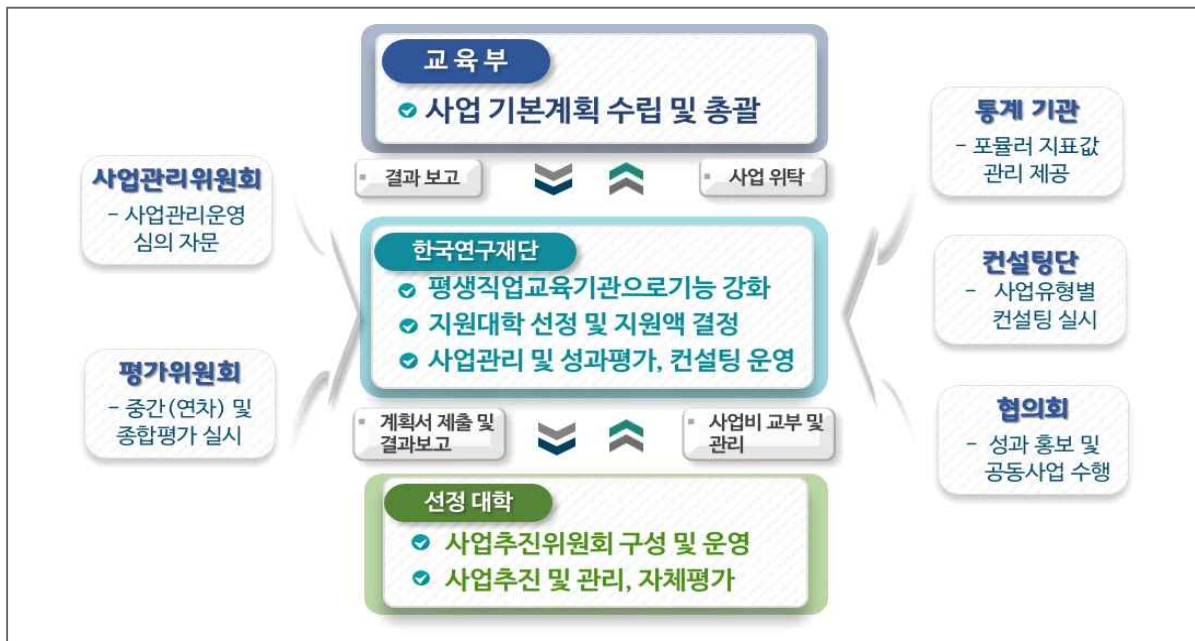 교육부
사업 기본계획 수립 및 총괄
결과 보고
사업 위탁
사업관리위원회
- 사업관리운영
심의 자문
평가위원회
- 중간(연차) 및
종합평가 실시
한국연구재단
평생직업교육기관으로기능 강화
지원대학 선정 및 지원액 결정
사업관리 및 성과평가, 컨설팅 운영
통계 기관
- 포뮬러 지표값
관리 제공
컨설팅단
- 사업유형별
컨설팅 실시
협의회
- 성과 홍보 및
공동사업 수행
계획서 제출 및
결과보고
사업비 교부 및
관리
선정 대학
사업추진위원회 구성 및 운영
사업추진 및 관리, 자체평가